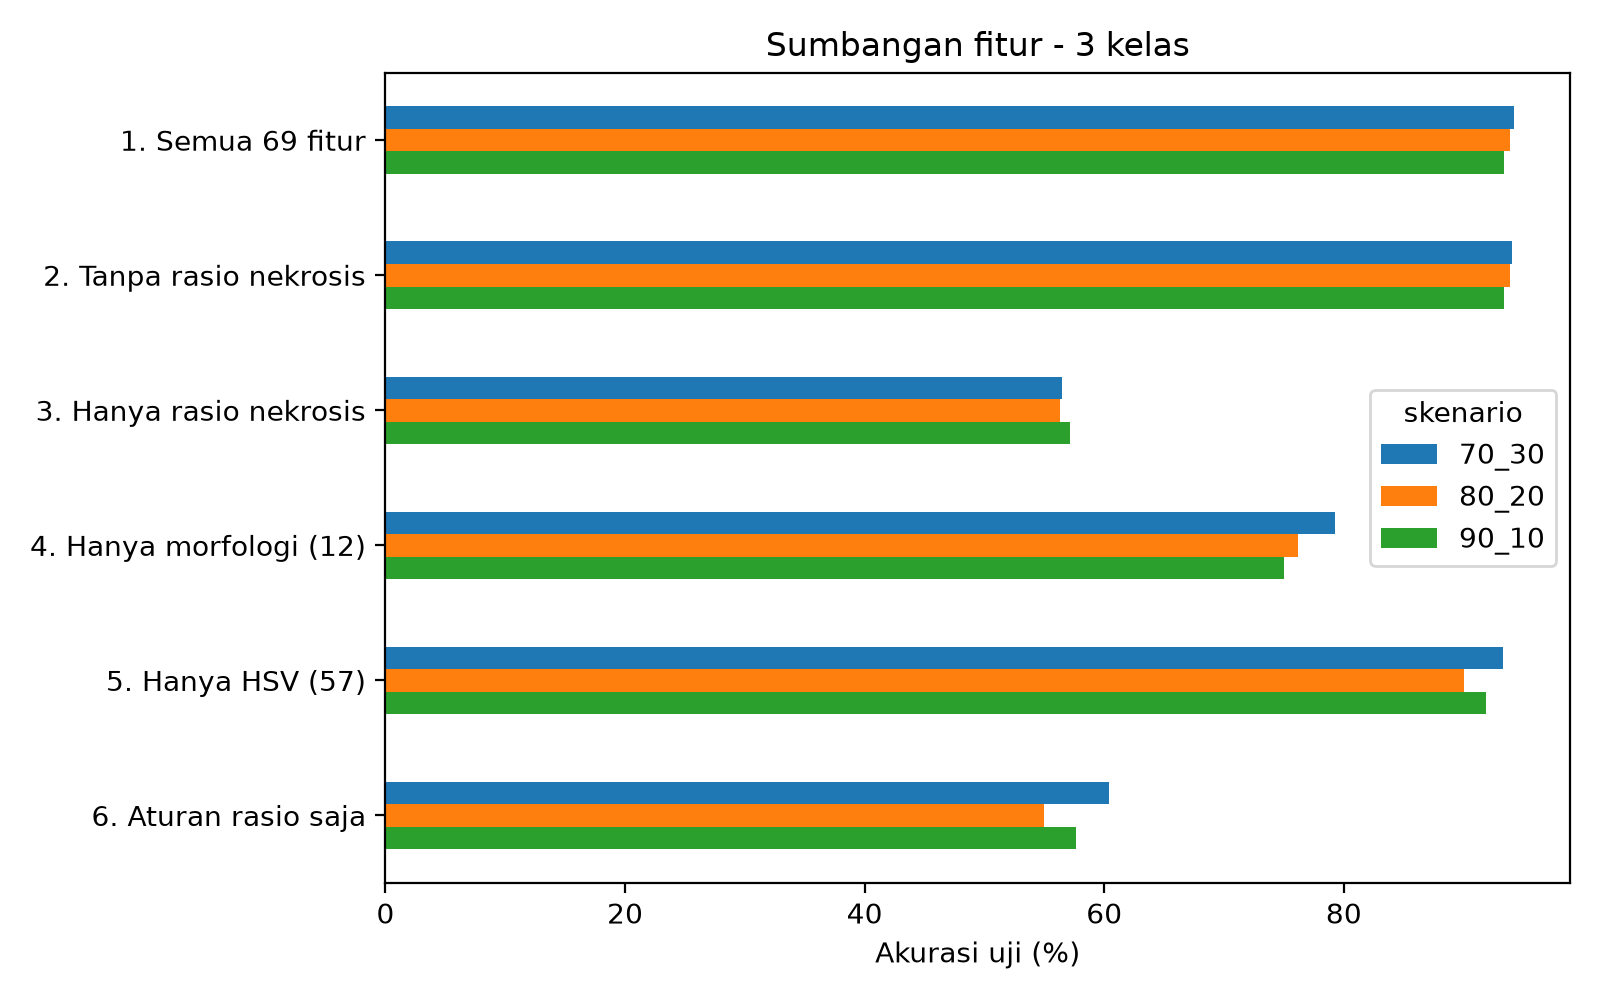 Sumbangan fitur - 3 kelas
1. Semua 69 fitur
2. Tanpa rasio nekrosis
3. Hanya rasio nekrosis
4. Hanya morfologi (12)
5. Hanya HSV (57)
6. Aturan rasio saja
skenario
70_30
80_20
90_10
0 20 40 60 80
Akurasi uji (%)